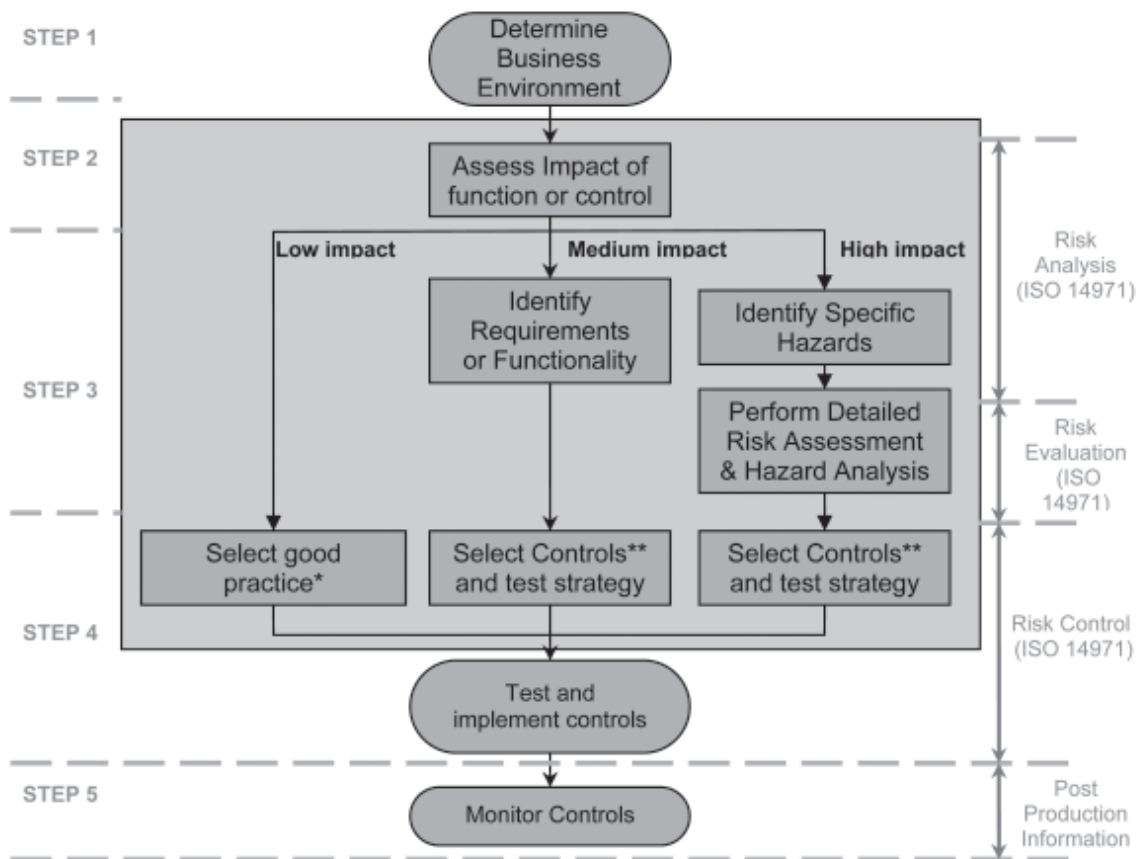 STEP 1
Determine
Business
Environment
STEP 2
Assess Impact of
function or control
Low impact
Medium impact
High impact
Risk
Analysis
(ISO 14971)
STEP 3
Identify
Requirements
or Functionality
Identify Specific
Hazards
Perform Detailed
Risk Assessment
& Hazard Analysis
Risk
Evaluation
(ISO
14971)
Select good
practice*
Select Controls**
and test strategy
Select Controls**
and test strategy
STEP 4
Risk Control
(ISO 14971)
Test and
implement controls
STEP 5
Monitor Controls
Post
Production
Information